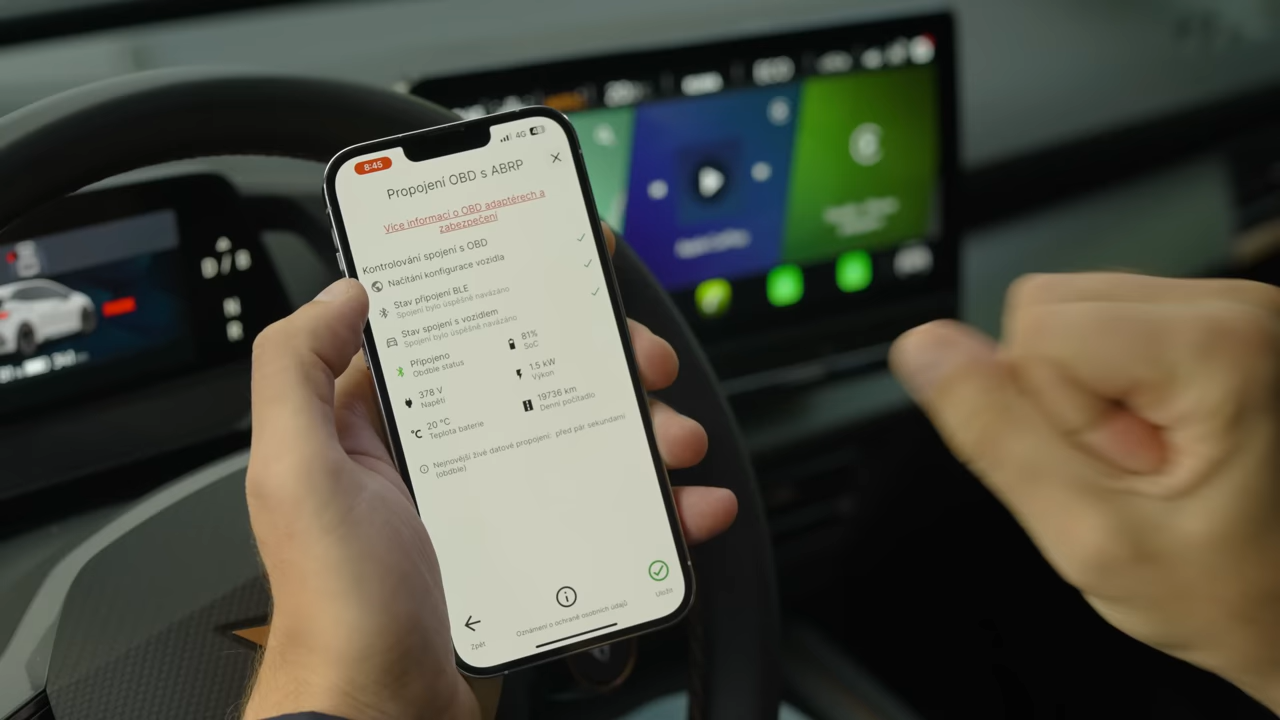 8:45
4G
Propojení OBD s ABRP
Více informací o OBD adaptérech a
zabezpečení
Kontrolování spojení s OBD
Načítání konfigurace vozidla
Stav připojení BLE
Spojení bylo úspěšně navázáno
Stav spojení s vozidlem
Spojení bylo úspěšně navázáno
Připojeno
Obdble status
81%
SoC
378 V
Napětí
1.5 kW
Výkon
20 °C
Teplota baterie
19736 km
Denní počítadlo
Nejnovější živé datové propojení: před pár sekundami
(obdble)
Zpět
Oznámení o ochraně osobních údajů
Uložit
D / B
N
R